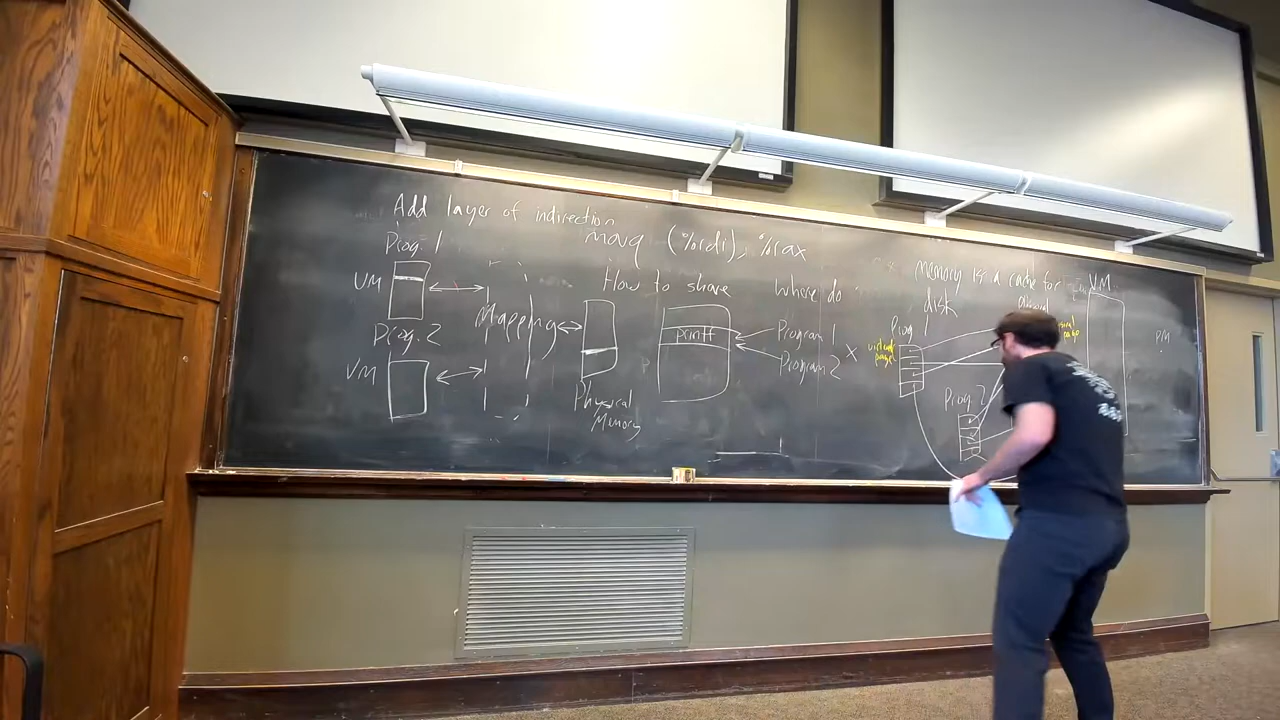 Add layer of indirection
movq (%rdi), %rax
Prog. 1
VM
Prog. 2
VM
Mapping
Physical
Memory
How to share
printf
Where do
Program 1
Program 2
x
memory is a cache for
disk
VM
Prog 1
virtual
page
page
Prog. 2
PM